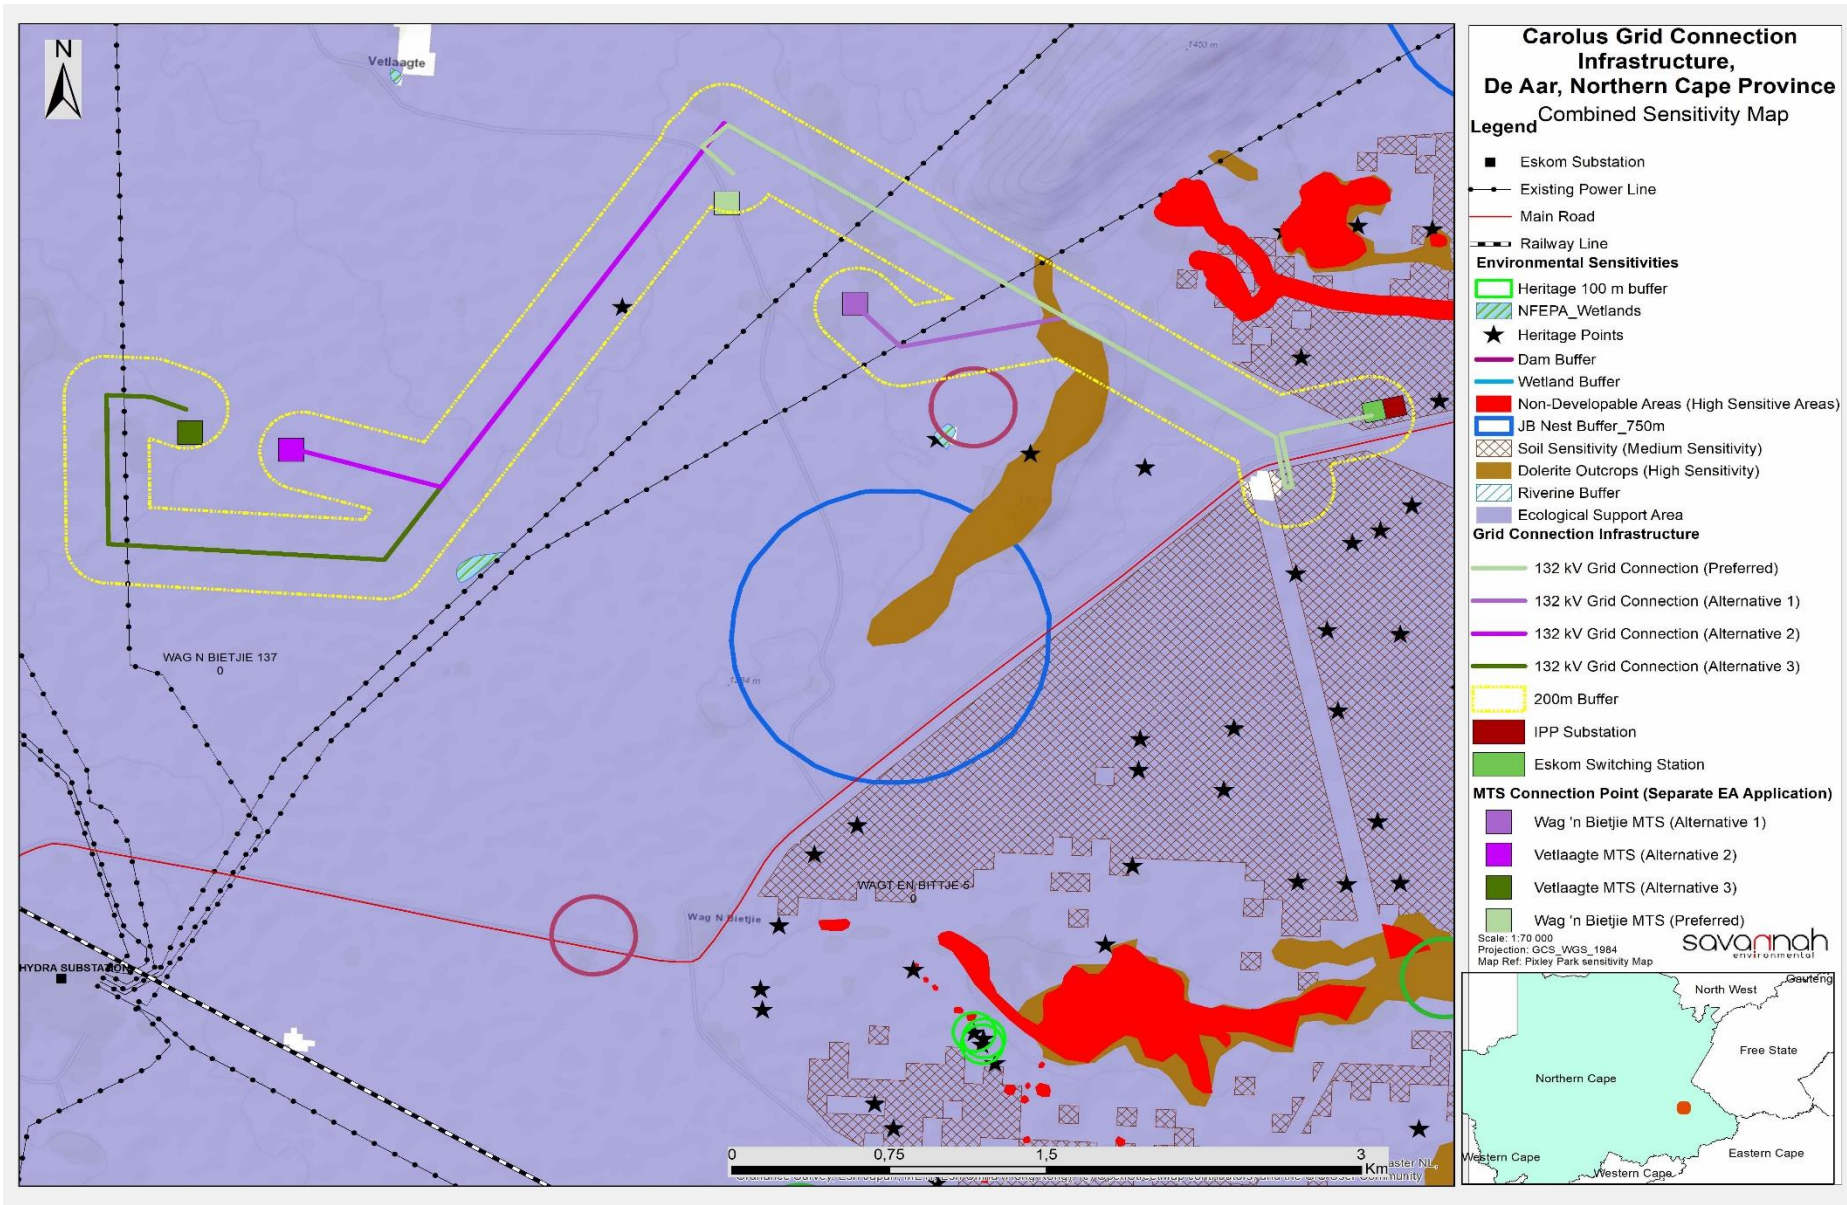 N
Vetlaagte
1453 m
WAG N BIETJIE 137
0
WAGT EN BITTJE 5
0
Wag N Bietjie
HYDRA SUBSTATION
0
0,75
1,5
3
Km
Carolus Grid Connection
Infrastructure,
De Aar, Northern Cape Province
Combined Sensitivity Map
Legend
Eskom Substation
Existing Power Line
Main Road
Railway Line
Environmental Sensitivities
Heritage 100 m buffer
NFEPA_Wetlands
Heritage Points
Dam Buffer
Wetland Buffer
Non-Developable Areas (High Sensitive Areas)
JB Nest Buffer_750m
Soil Sensitivity (Medium Sensitivity)
Dolerite Outcrops (High Sensitivity)
Riverine Buffer
Ecological Support Area
Grid Connection Infrastructure
132 kV Grid Connection (Preferred)
132 kV Grid Connection (Alternative 1)
132 kV Grid Connection (Alternative 2)
132 kV Grid Connection (Alternative 3)
200m Buffer
IPP Substation
Eskom Switching Station
MTS Connection Point (Separate EA Application)
Wag 'n Bietjie MTS (Alternative 1)
Vetlaagte MTS (Alternative 2)
Vetlaagte MTS (Alternative 3)
Wag 'n Bietjie MTS (Preferred)
Scale: 1:70 000
Projection: GCS_WGS_1984
Map Ref: Pixley Park sensitivity Map
savannah
environmental
North West
Gauteng
Free State
Northern Cape
Eastern Cape
Western Cape
Western Cape